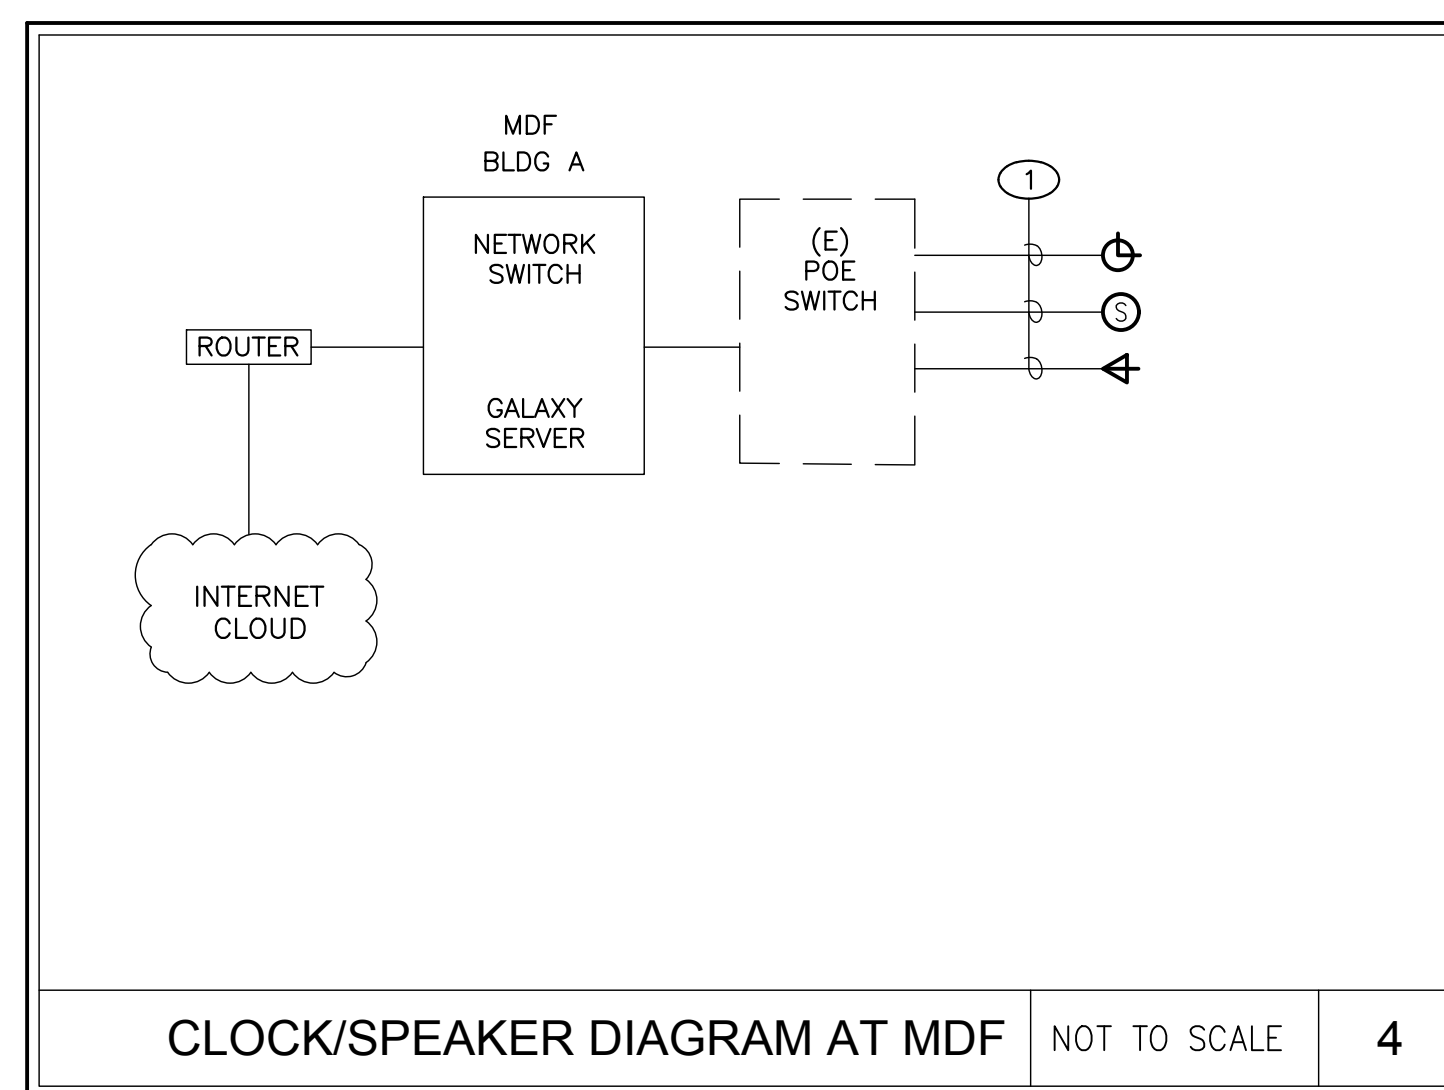 MDF
BLDG A
NETWORK
SWITCH
GALAXY
SERVER
(E)
POE
SWITCH
1
S
ROUTER
INTERNET
CLOUD
CLOCK/SPEAKER DIAGRAM AT MDF
NOT TO SCALE
4